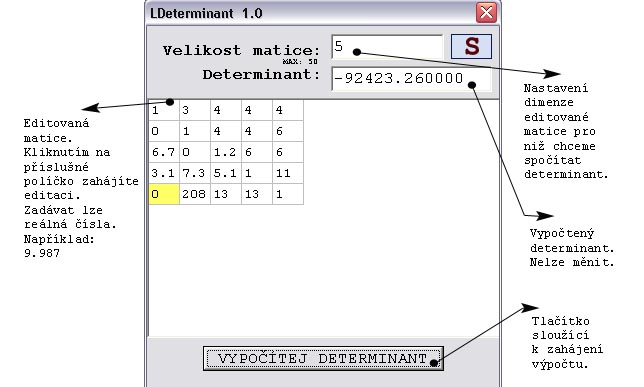 LDeterminant 1.0
Velikost matice: 5
S
MAX: 50
Determinant: -92423.260000
1 3 4 4 4
0 1 4 4 6
6.7 0 1.2 6 6
3.1 7.3 5.1 1 11
0 208 13 13 1
VYPOČÍTEJ DETERMINANT
Editovaná
matice.
Kliknutím na
příslušné
políčko zahájíte
editaci.
Zadávat lze
reálná čísla.
Například:
9.987
Nastavení
dimenze
editované
matice pro
niž chceme
spočítat
determinant.
Vypočtený
determinant.
Nelze měnit.
Tlačítko
sloužící
k zahájení
výpočtu.